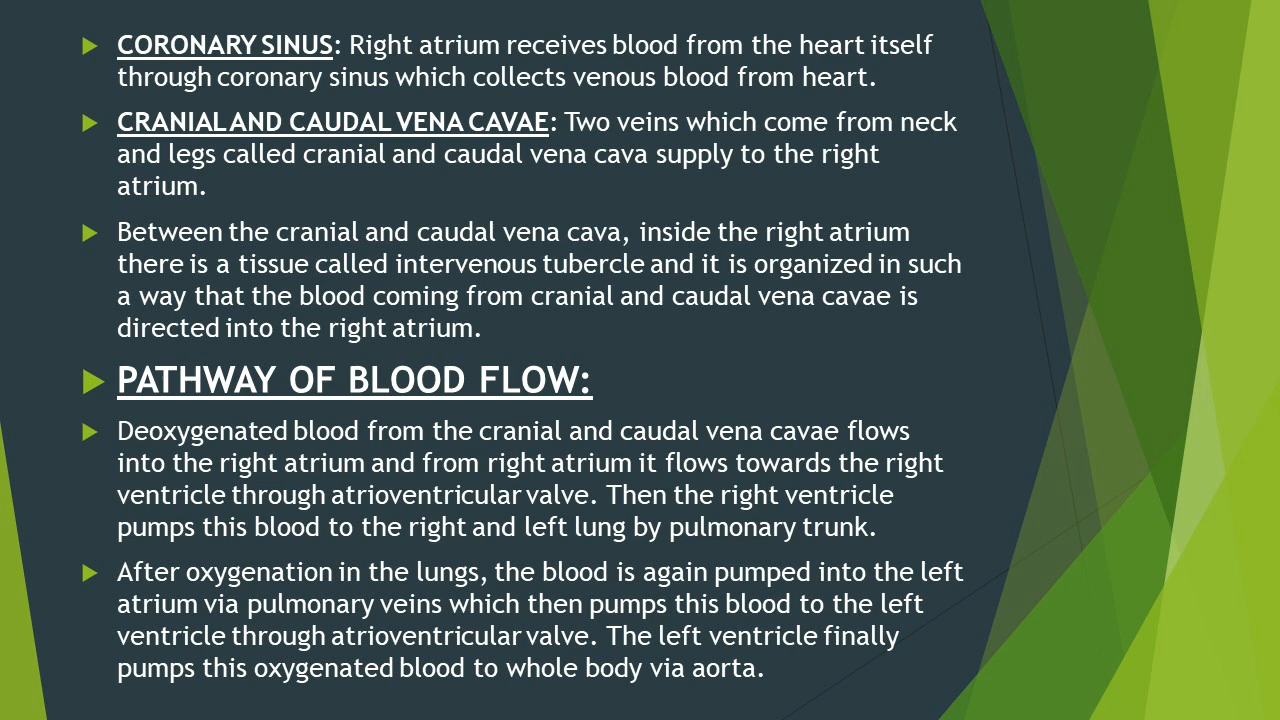 CORONARY SINUS: Right atrium receives blood from the heart itself
through coronary sinus which collects venous blood from heart.
CRANIAL AND CAUDAL VENA CAVAE: Two veins which come from neck
and legs called cranial and caudal vena cava supply to the right
atrium.
Between the cranial and caudal vena cava, inside the right atrium
there is a tissue called intervenous tubercle and it is organized in such
a way that the blood coming from cranial and caudal vena cavae is
directed into the right atrium.
PATHWAY OF BLOOD FLOW:
Deoxygenated blood from the cranial and caudal vena cavae flows
into the right atrium and from right atrium it flows towards the right
ventricle through atrioventricular valve. Then the right ventricle
pumps this blood to the right and left lung by pulmonary trunk.
After oxygenation in the lungs, the blood is again pumped into the left
atrium via pulmonary veins which then pumps this blood to the left
ventricle through atrioventricular valve. The left ventricle finally
pumps this oxygenated blood to whole body via aorta.